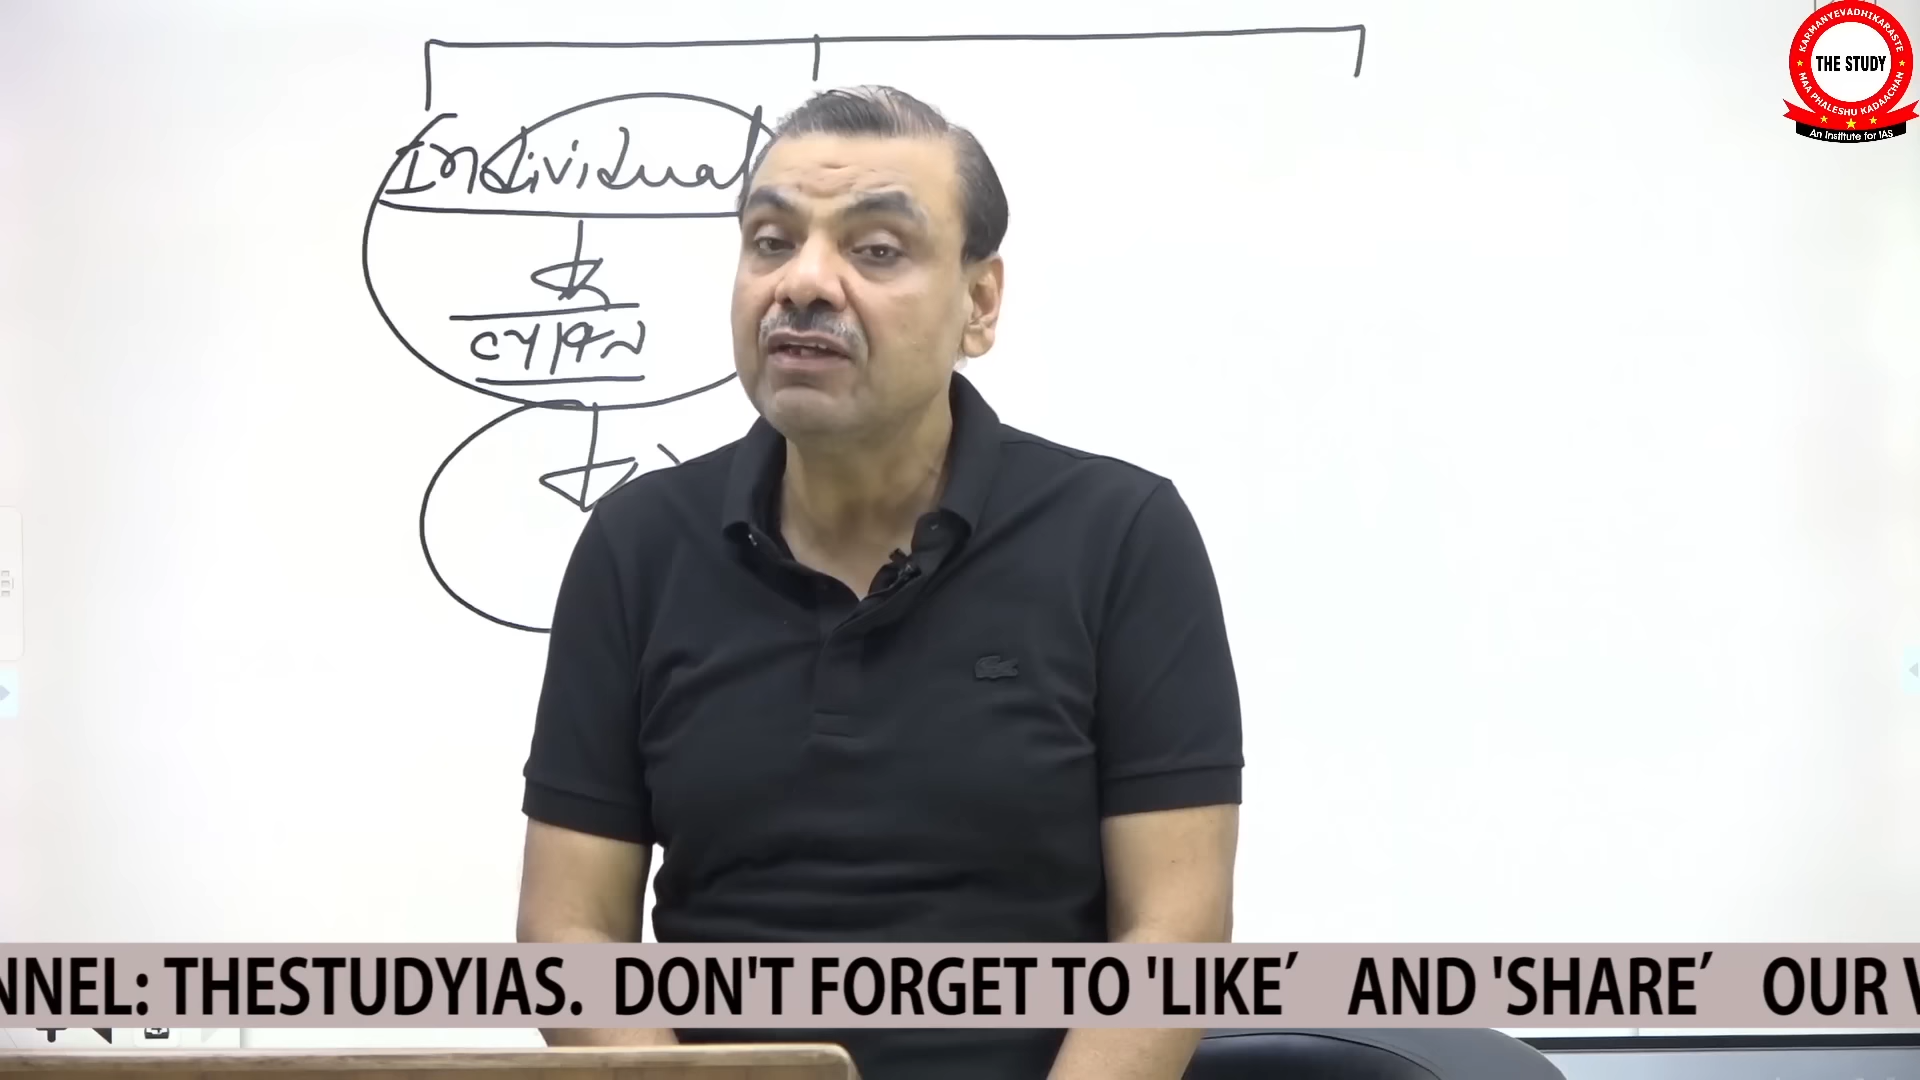 KARMANYEVADHIKARASTE
THE STUDY
MAA PHALESHU KADAACHAN
An Institute for IAS
Individual
NNEL: THESTUDYIAS. DON'T FORGET TO 'LIKE′ AND 'SHARE′ OUR V